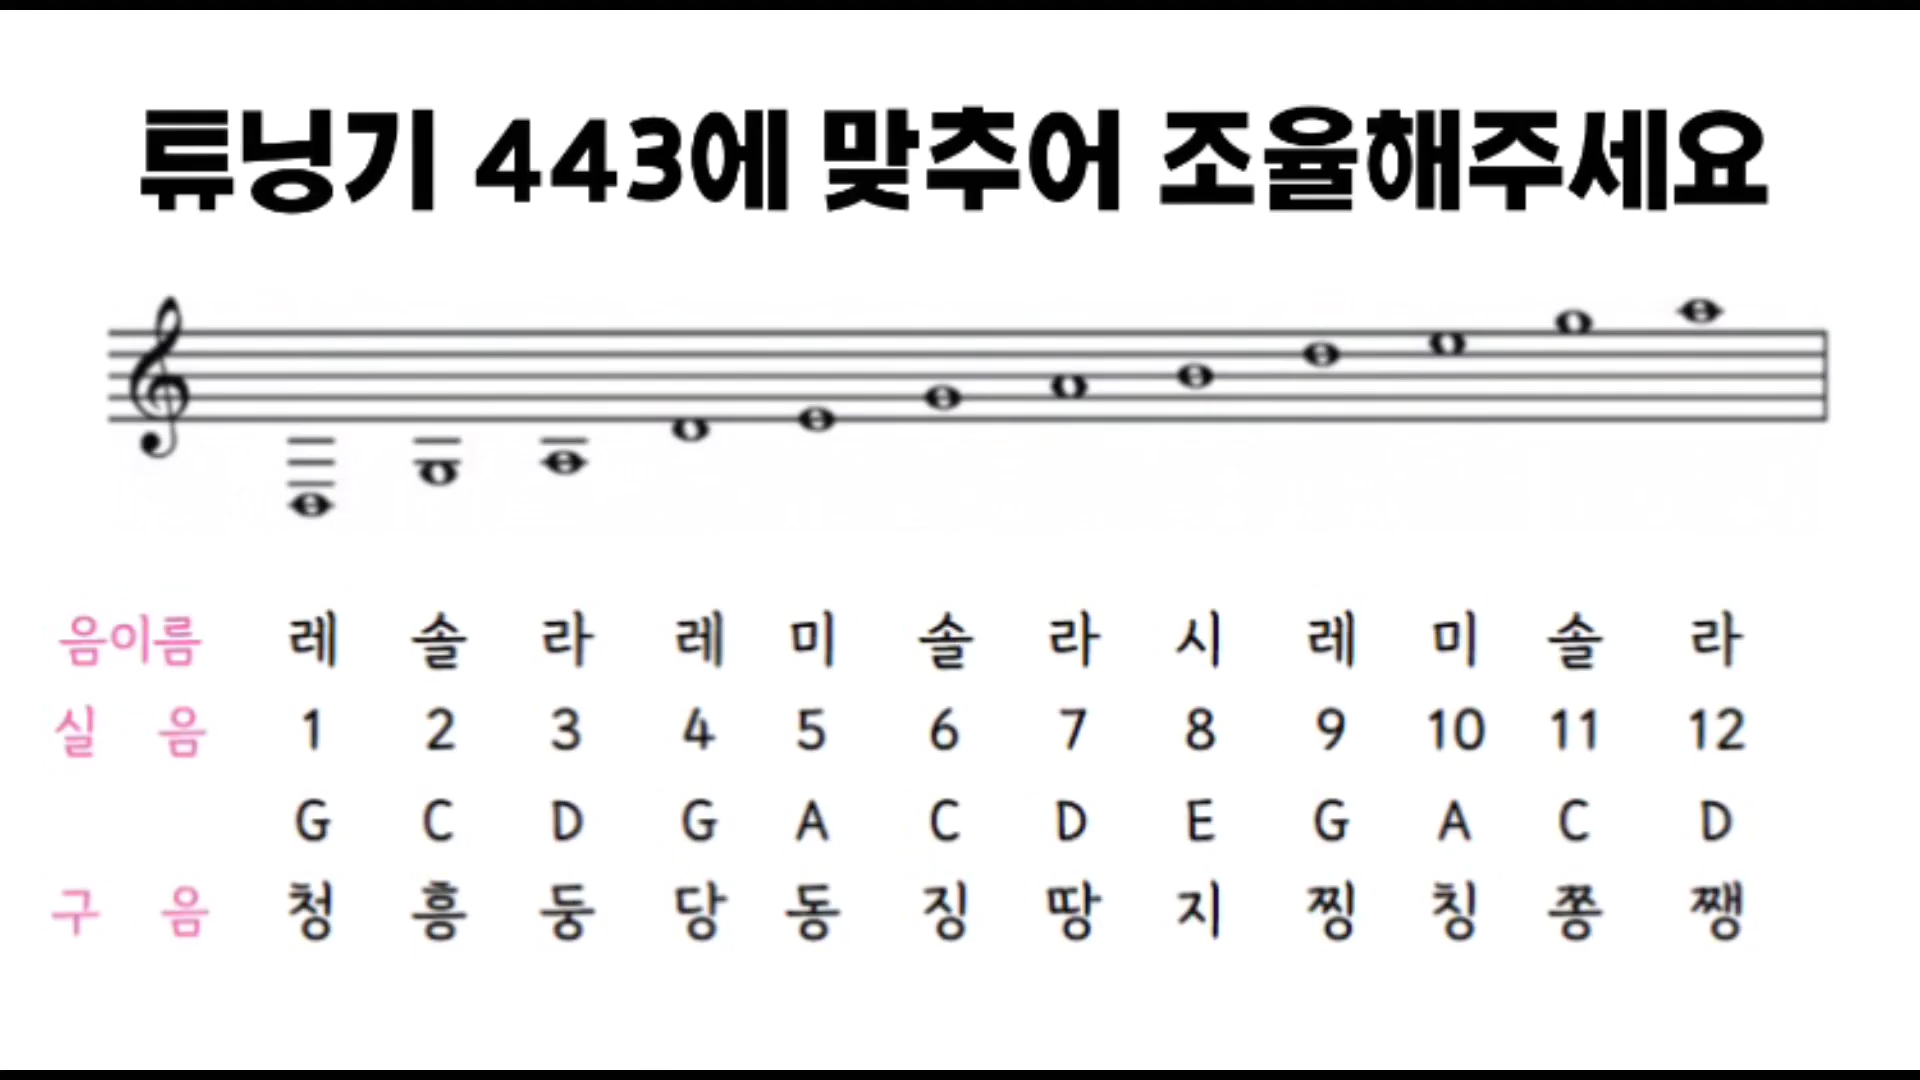 튜닝기 443에 맞추어 조율해주세요
음이름 레 솔 라 레 미 솔 라 시 레 미 솔 라
실 음 1 2 3 4 5 6 7 8 9 10 11 12
G C D G A C D E G A C D
구 음 청 흥 둥 당 동 징 땅 지 찡 칭 쫑 쨍